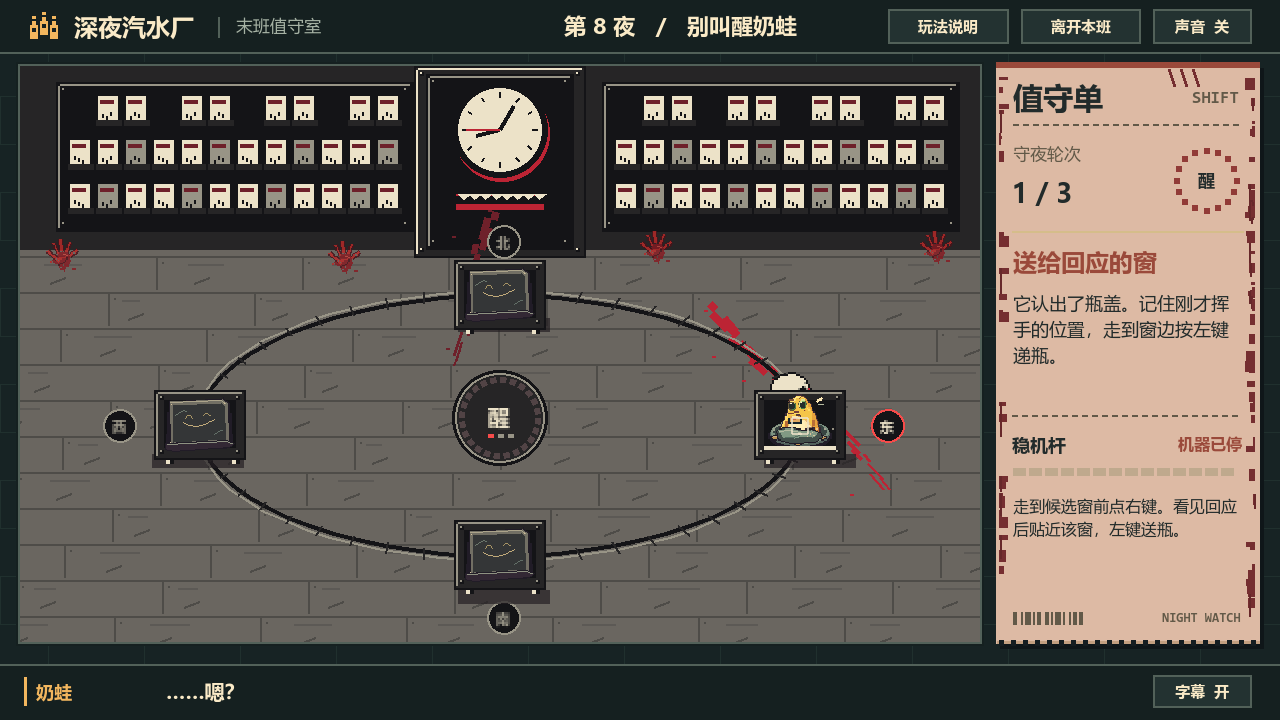 深夜汽水厂
末班值守室
第 8 夜 / 别叫醒奶蛙
玩法说明
离开本班
声音 关
值守单
SHIFT
守夜轮次
1 / 3
醒
送给回应的窗
它认出了瓶盖。记住刚才挥
手的位置，走到窗边按左键
递瓶。
稳机杆
机器已停
走到候选窗前点右键。看见回应
后贴近该窗，左键送瓶。
NIGHT WATCH
北
西
醒
东
南
奶蛙
……嗯?
字幕 开